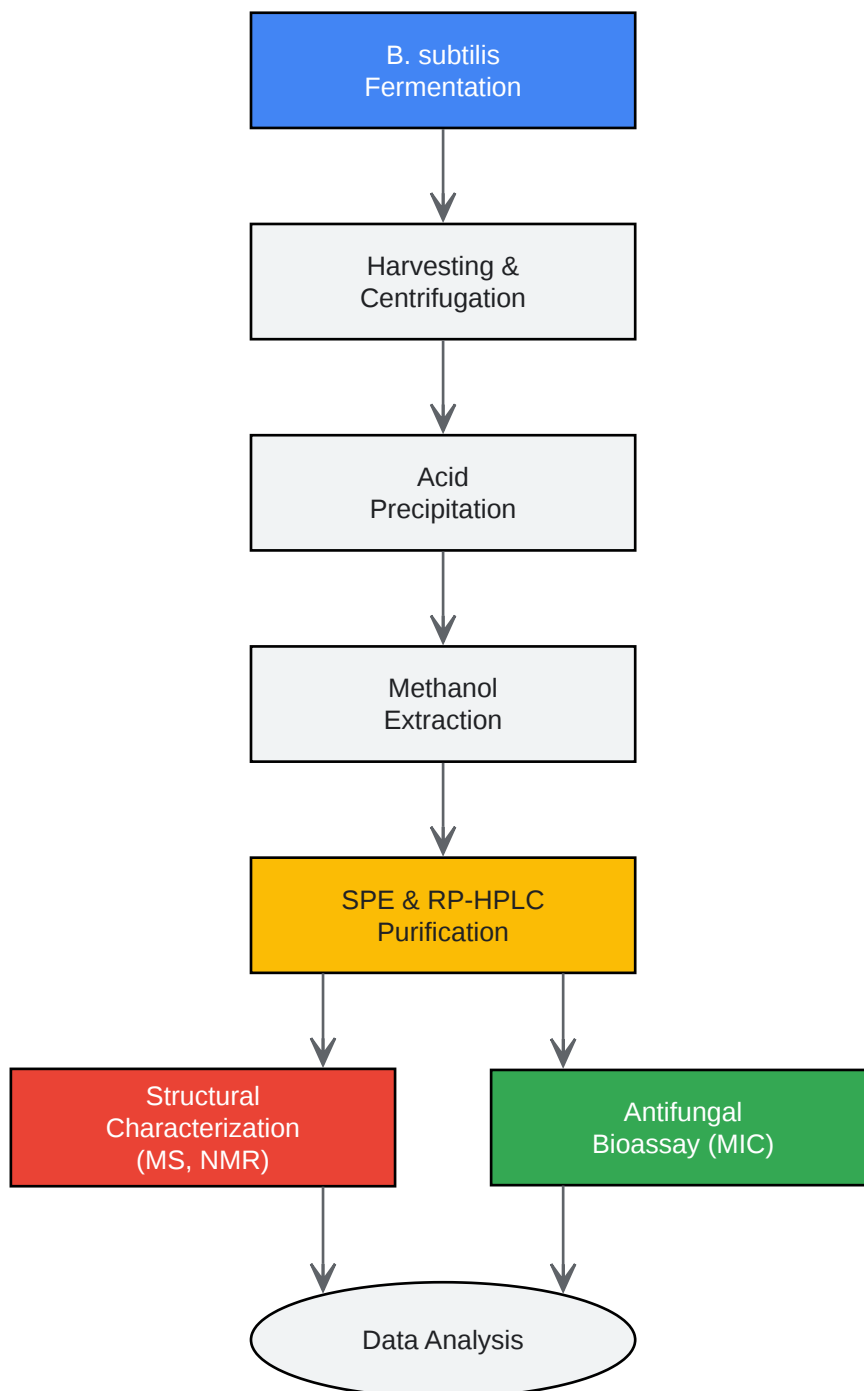 B. subtilis
Fermentation
Harvesting &
Centrifugation
Acid
Precipitation
Methanol
Extraction
SPE & RP-HPLC
Purification
Structural
Characterization
(MS, NMR)
Antifungal
Bioassay (MIC)
Data Analysis